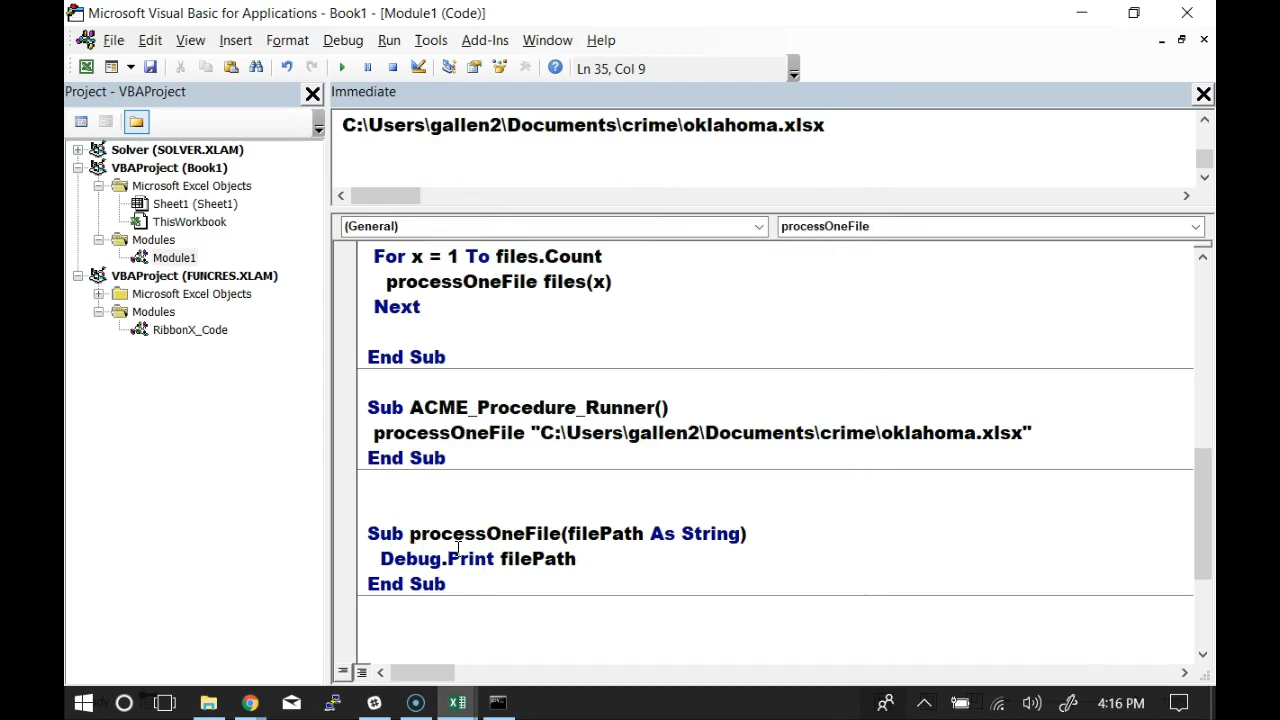 Microsoft Visual Basic for Applications - Book1 - [Module1 (Code)]
File Edit View Insert Format Debug Run Tools Add-Ins Window Help
Ln 35, Col 9
Project - VBAProject
Immediate
C:\Users\gallen2\Documents\crime\oklahoma.xlsx
Solver (SOLVER.XLAM)
VBAProject (Book1)
Microsoft Excel Objects
Sheet1 (Sheet1)
ThisWorkbook
Modules
Module1
VBAProject (FUNCRES.XLAM)
Microsoft Excel Objects
Modules
RibbonX_Code
(General)
processOneFile
For x = 1 To files.Count
processOneFile files(x)
Next
End Sub
Sub ACME_Procedure_Runner()
processOneFile "C:\Users\gallen2\Documents\crime\oklahoma.xlsx"
End Sub
Sub processOneFile(filePath As String)
Debug.Print filePath
End Sub
4:16 PM